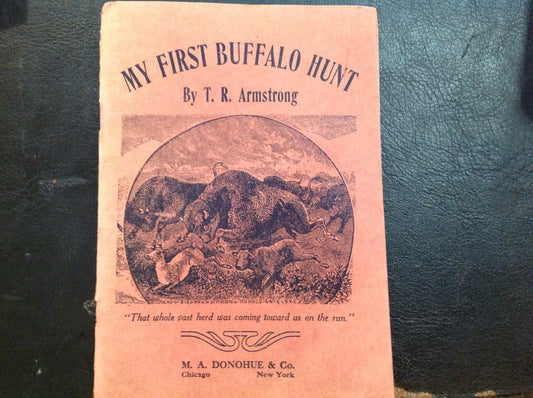 MY FIRST BUFFALO HUNT
By T. R. Armstrong
"That whole vast herd was coming toward us on the run."
M. A. DONOHUE & Co.
Chicago New York